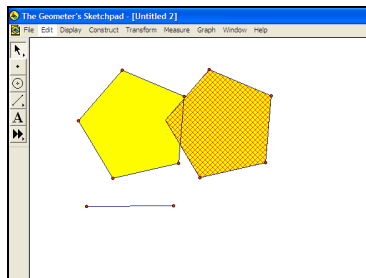 The Geometer's Sketchpad - [Untitled 2]
File Edit Display Construct Transform Measure Graph Window Help
A